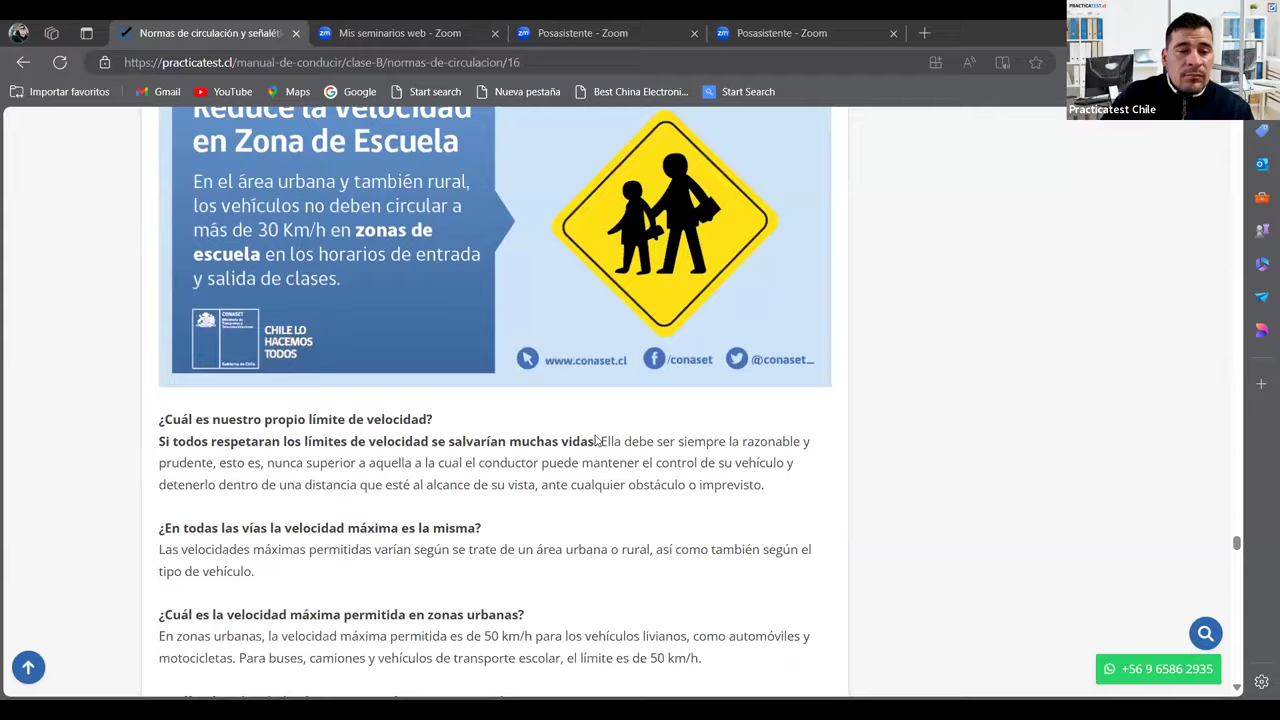 PRACTICATEST.cl
Normas de circulación y señalét
Mis seminarios web - Zoom
Posasistente - Zoom
Posasistente - Zoom
https://practicatest.cl/manual-de-conducir/clase-B/normas-de-circulacion/16
Practicatest Chile
Importar favoritos
Gmail
YouTube
Maps
Google
Start search
Nueva pestaña
Best China Electroni...
Start Search
Reduce la velocidad
en Zona de Escuela
En el área urbana y también rural,
los vehículos no deben circular a
más de 30 Km/h en zonas de
escuela en los horarios de entrada
y salida de clases.
CONASET
CHILE LO
HACEMOS
TODOS
www.conaset.cl
/conaset
@conaset_
¿Cuál es nuestro propio límite de velocidad?
Si todos respetaran los límites de velocidad se salvarían muchas vidas. Ella debe ser siempre la razonable y
prudente, esto es, nunca superior a aquella a la cual el conductor puede mantener el control de su vehículo y
detenerlo dentro de una distancia que esté al alcance de su vista, ante cualquier obstáculo o imprevisto.
¿En todas las vías la velocidad máxima es la misma?
Las velocidades máximas permitidas varían según se trate de un área urbana o rural, así como también según el
tipo de vehículo.
¿Cuál es la velocidad máxima permitida en zonas urbanas?
En zonas urbanas, la velocidad máxima permitida es de 50 km/h para los vehículos livianos, como automóviles y
motocicletas. Para buses, camiones y vehículos de transporte escolar, el límite es de 50 km/h.
+56 9 6586 2935